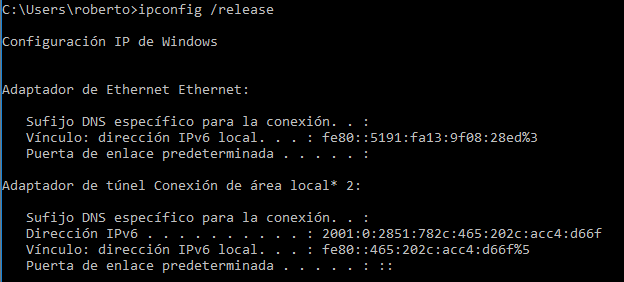 C:\Users\roberto>ipconfig /release
Configuración IP de Windows
Adaptador de Ethernet Ethernet:
Sufijo DNS específico para la conexión. . :
Vínculo: dirección IPv6 local. . . : fe80::5191:fa13:9f08:28ed%3
Puerta de enlace predeterminada . . . . . :
Adaptador de túnel Conexión de área local* 2:
Sufijo DNS específico para la conexión. . :
Dirección IPv6 . . . . . . . . . . : 2001:0:2851:782c:465:202c:acc4:d66f
Vínculo: dirección IPv6 local. . . : fe80::465:202c:acc4:d66f%5
Puerta de enlace predeterminada . . . . . : ::